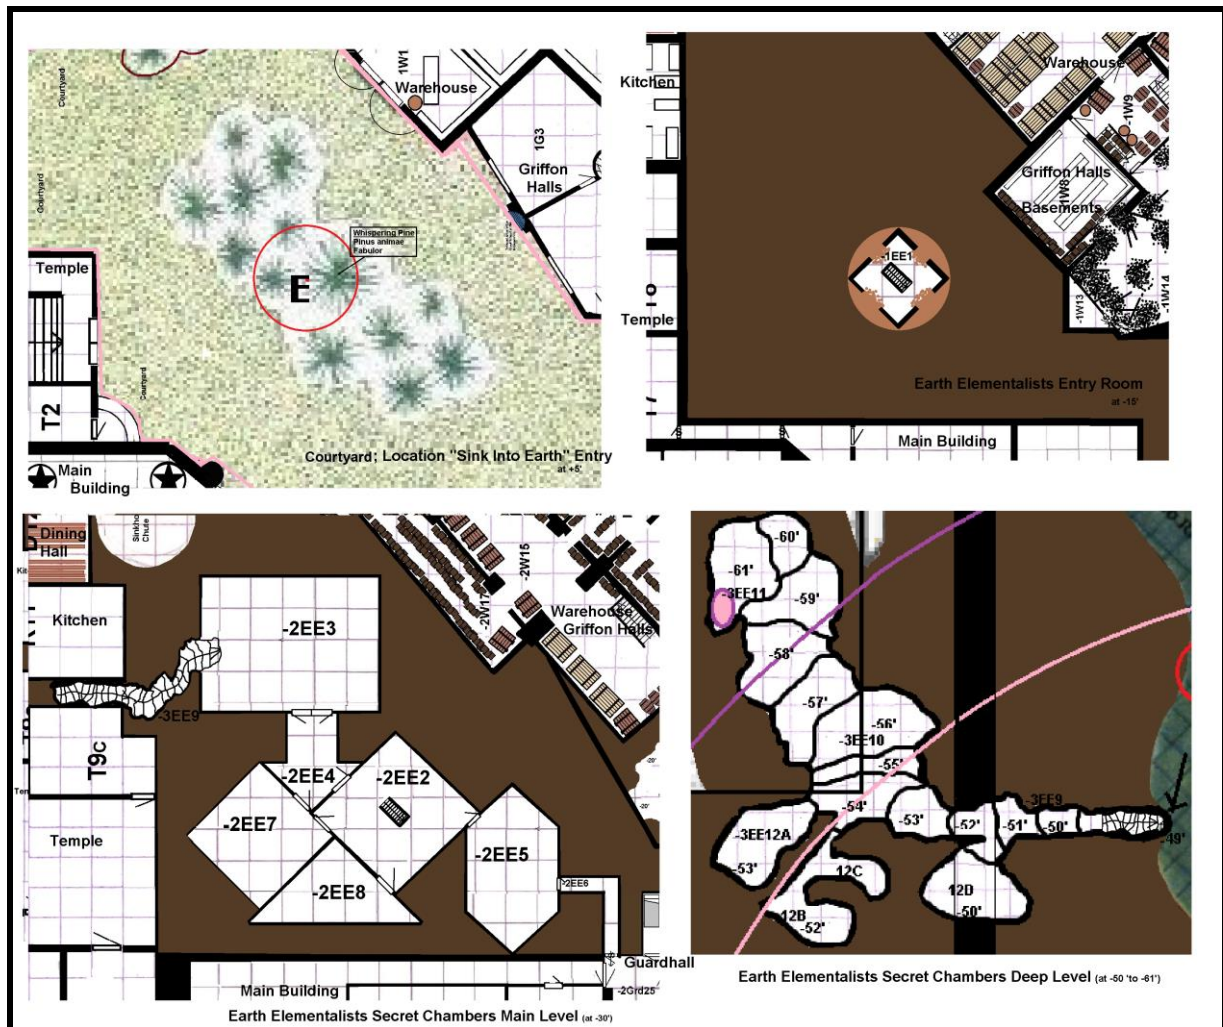 Courtyard
Courtyard
1W1
Warehouse
1G3
Griffon
Halls
Whispering Pine
Pinus animae
Fabulor
E
Temple
T2
Courtyard
Main
Building
Courtyard; Location "Sink Into Earth" Entry
at +5'
Kitchen
Warehouse
-1W9
Griffon Halls
-1W8
Basements
-1EE1
Temple
-1W13
-1W14
Earth Elementalists Entry Room
at -15'
Main Building
Dining
Hall
Sinkho
Chute
Kitchen
-2EE3
-2W15
-2W17
Warehouse
Griffon Halls
-3EE9
T9C
-2EE4
-2EE2
-2EE7
-2EE5
-2EE8
-2EE6
Temple
-20'
-20'
Guardhall
-2Grd25
Main Building
Earth Elementalists Secret Chambers Main Level (at -30')
-60'
-61'
-3EE11
-59'
-58'
-57'
-56'
-3EE10
-55'
-54'
-53'
-3EE9
-52'
-51'
-50'
-49'
-3EE12A
-53'
12C
12D
-50'
12B
-52'
Earth Elementalists Secret Chambers Deep Level (at -50 'to -61')